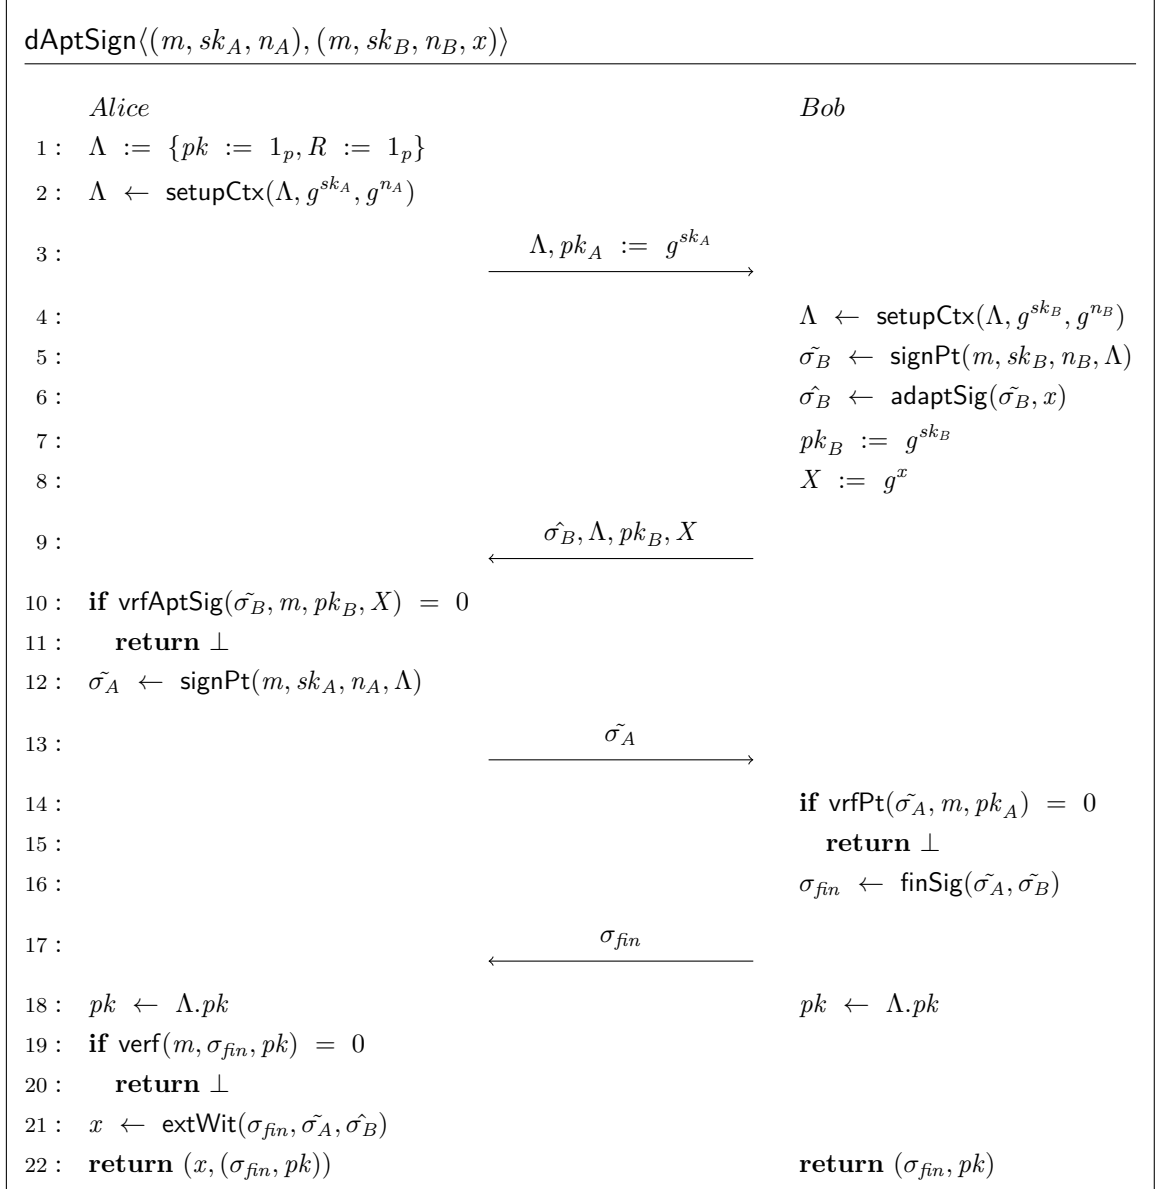 dAptSign⟨(m, sk_A, n_A), (m, sk_B, n_B, x)⟩
Alice Bob
1 : Λ := {pk := 1_p, R := 1_p}
2 : Λ ← setupCtx(Λ, g^{sk_A}, g^{n_A})
3 : Λ, pk_A := g^{sk_A}
4 : Λ ← setupCtx(Λ, g^{sk_B}, g^{n_B})
5 : σ̃_B ← signPt(m, sk_B, n_B, Λ)
6 : σ̂_B ← adaptSig(σ̃_B, x)
7 : pk_B := g^{sk_B}
8 : X := g^x
9 : σ̂_B, Λ, pk_B, X
10 : if vrfAptSig(σ̃_B, m, pk_B, X) = 0
11 : return ⊥
12 : σ̃_A ← signPt(m, sk_A, n_A, Λ)
13 : σ̃_A
14 : if vrfPt(σ̃_A, m, pk_A) = 0
15 : return ⊥
16 : σ_fin ← finSig(σ̃_A, σ̃_B)
17 : σ_fin
18 : pk ← Λ.pk pk ← Λ.pk
19 : if verf(m, σ_fin, pk) = 0
20 : return ⊥
21 : x ← extWit(σ_fin, σ̃_A, σ̂_B)
22 : return (x, (σ_fin, pk)) return (σ_fin, pk)